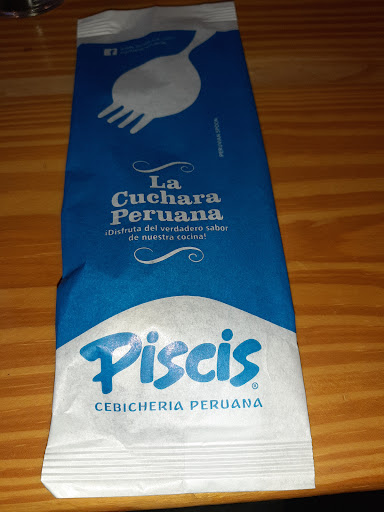 La
Cuchara
Peruana
¡Disfruta del verdadero sabor
de nuestra cocina!
Piscis
®
CEBICHERIA PERUANA